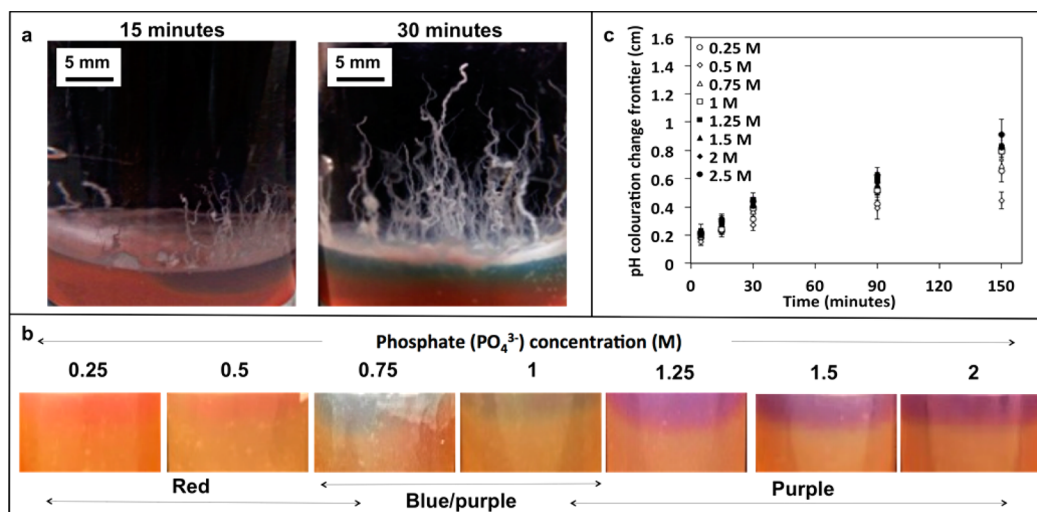 a
15 minutes
30 minutes
5 mm
5 mm
c
pH colouration change frontier (cm)
1.6
1.4
1.2
1
0.8
0.6
0.4
0.2
0
0.25 M
0.5 M
0.75 M
1 M
1.25 M
1.5 M
2 M
2.5 M
0 30 60 90 120 150
Time (minutes)
b
Phosphate (PO₄³⁻) concentration (M)
0.25 0.5 0.75 1 1.25 1.5 2
Red
Blue/purple
Purple